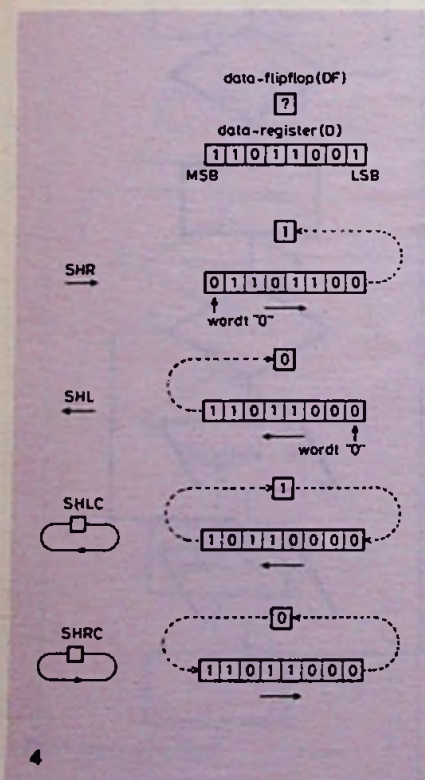 data-flipflop(DF)
?
data-register(D)
1 1 0 1 1 0 0 1
MSB LSB
1
SHR
0 1 1 0 1 1 0 0
wordt "0"
0
SHL
1 1 0 1 1 0 0 0
wordt "0"
SHLC
1
1 0 1 1 0 0 0 0
SHRC
0
1 1 0 1 1 0 0 0
4